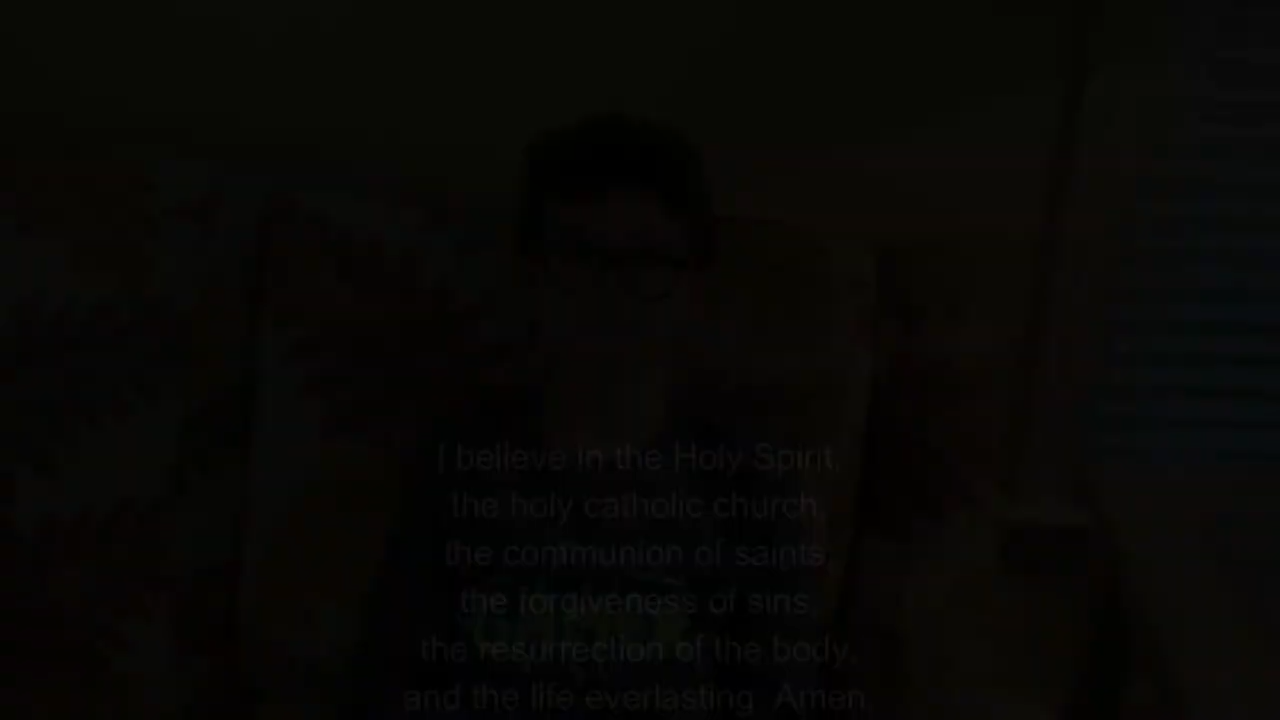 I believe in the Holy Spirit,
the holy catholic church,
the communion of saints,
the forgiveness of sins,
the resurrection of the body,
and the life everlasting. Amen.